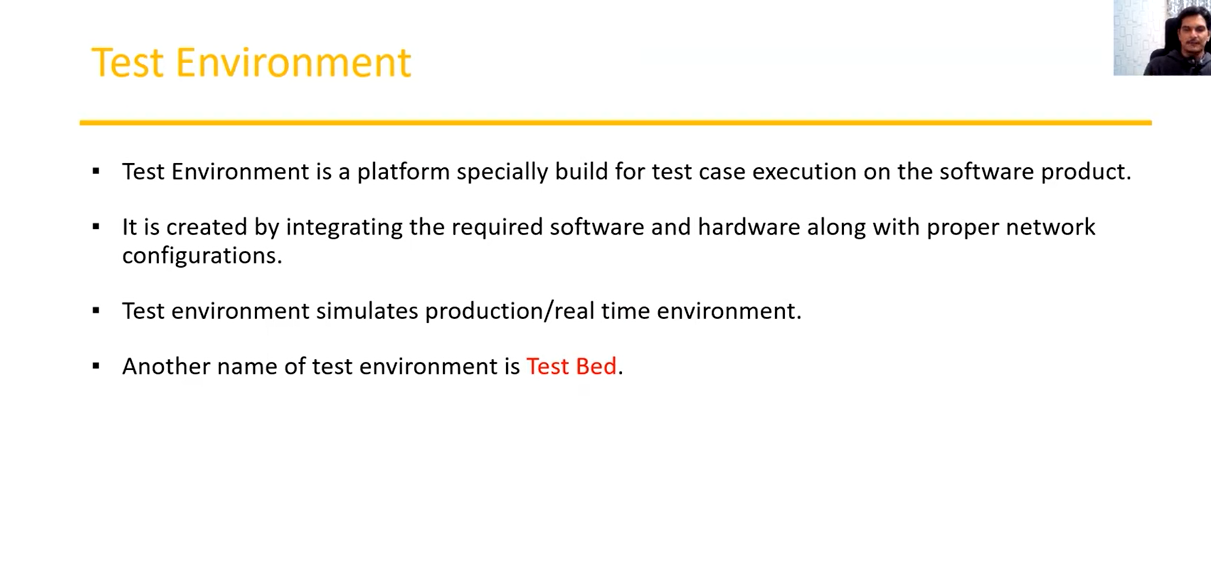 Test Environment
▪ Test Environment is a platform specially build for test case execution on the software product.
▪ It is created by integrating the required software and hardware along with proper network
configurations.
▪ Test environment simulates production/real time environment.
▪ Another name of test environment is Test Bed.